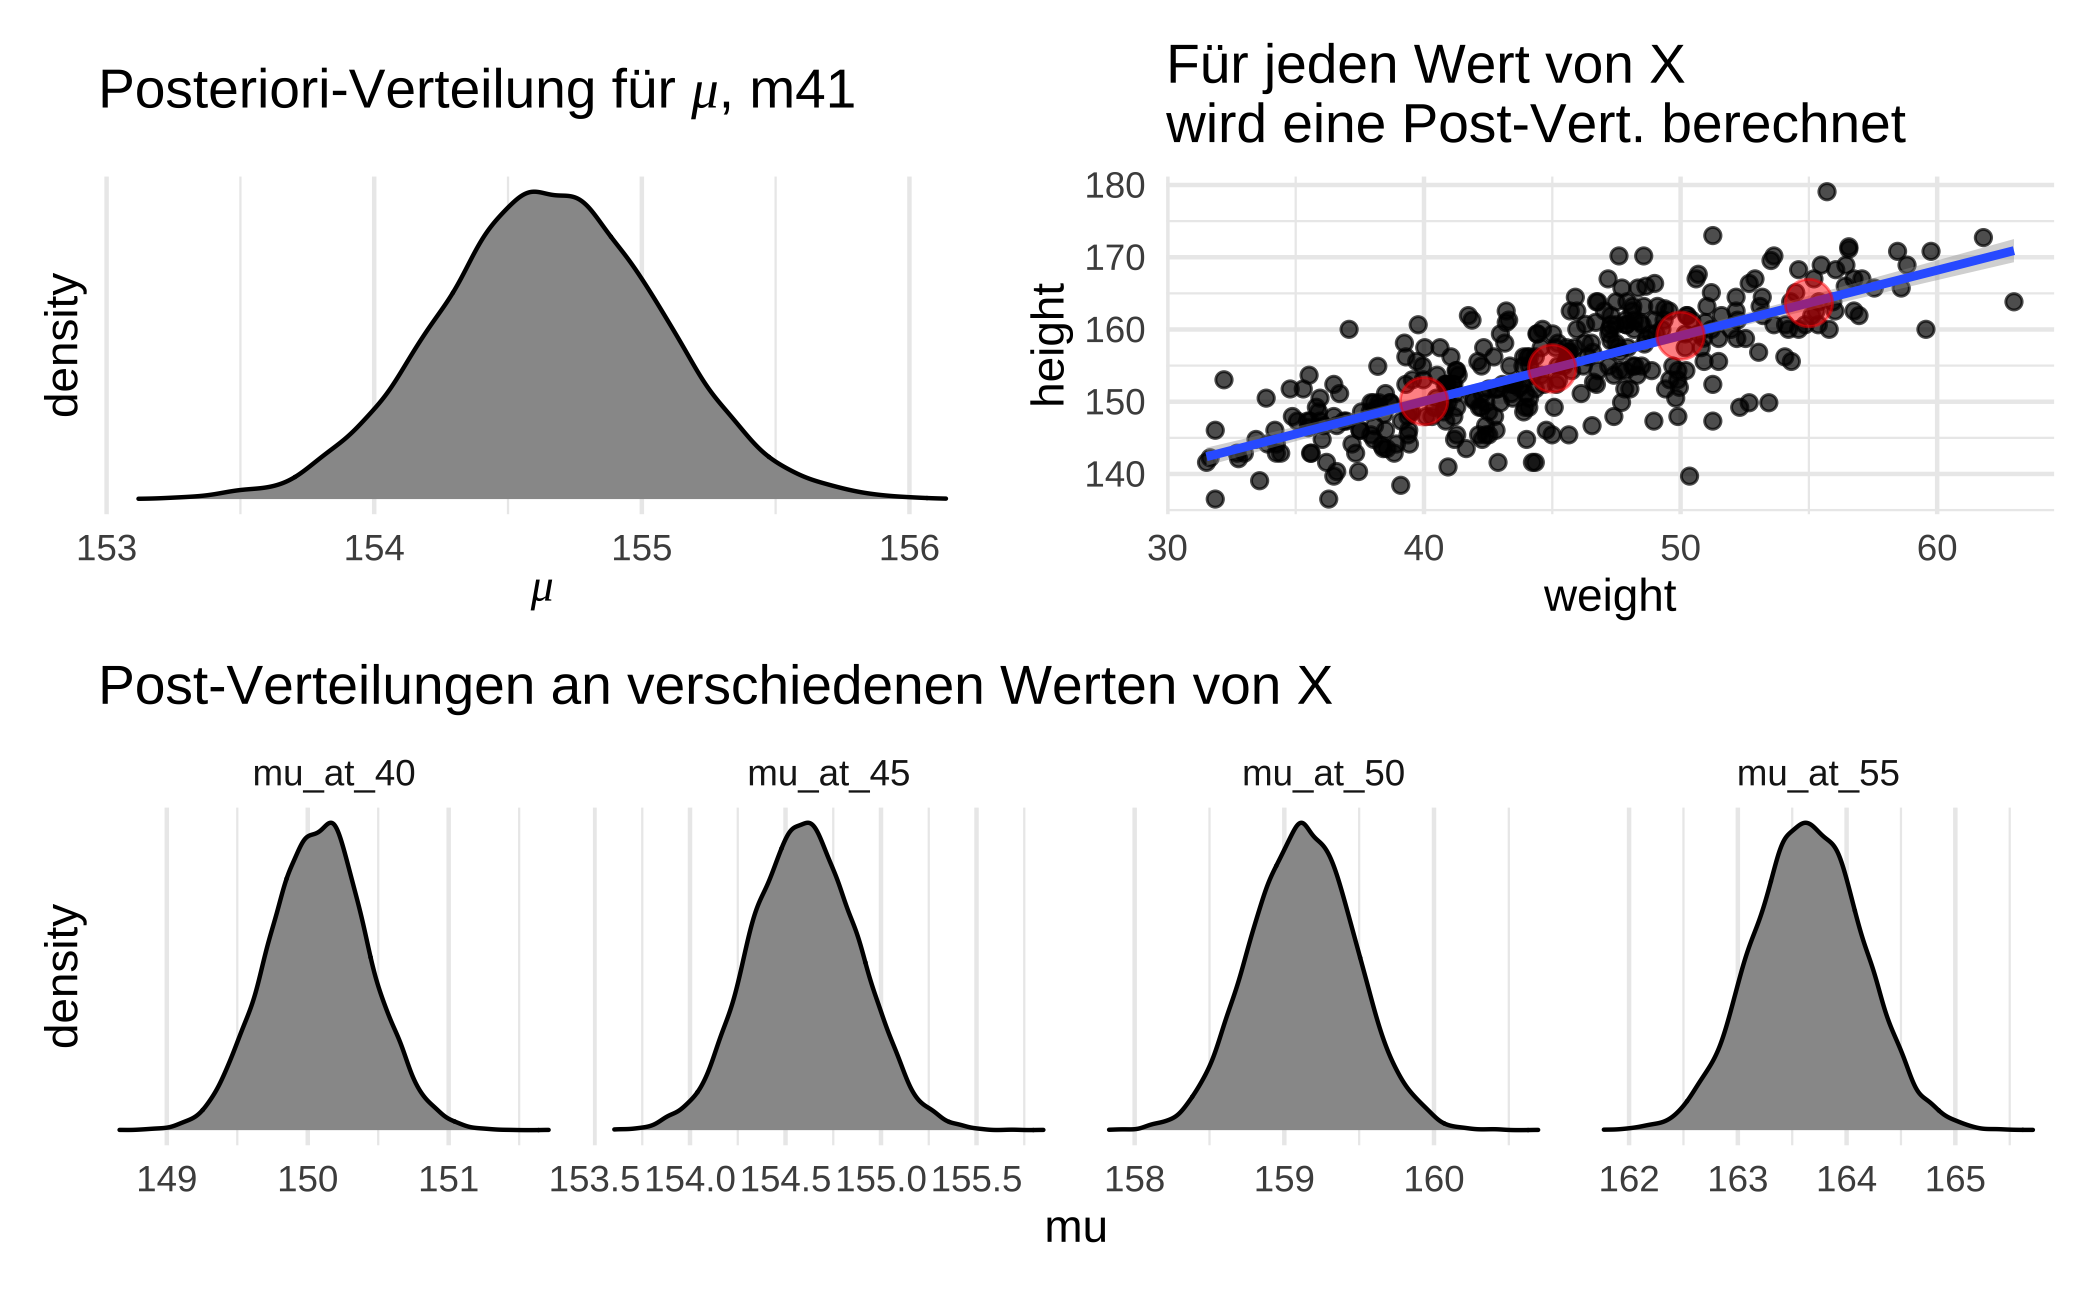 Posteriori-Verteilung für μ, m41
density
153 154 155 156
μ
Für jeden Wert von X
wird eine Post-Vert. berechnet
height
180
170
160
150
140
30 40 50 60
weight
Post-Verteilungen an verschiedenen Werten von X
mu_at_40 mu_at_45 mu_at_50 mu_at_55
density
149 150 151 153.5 154.0 154.5 155.0 155.5 158 159 160 162 163 164 165
mu